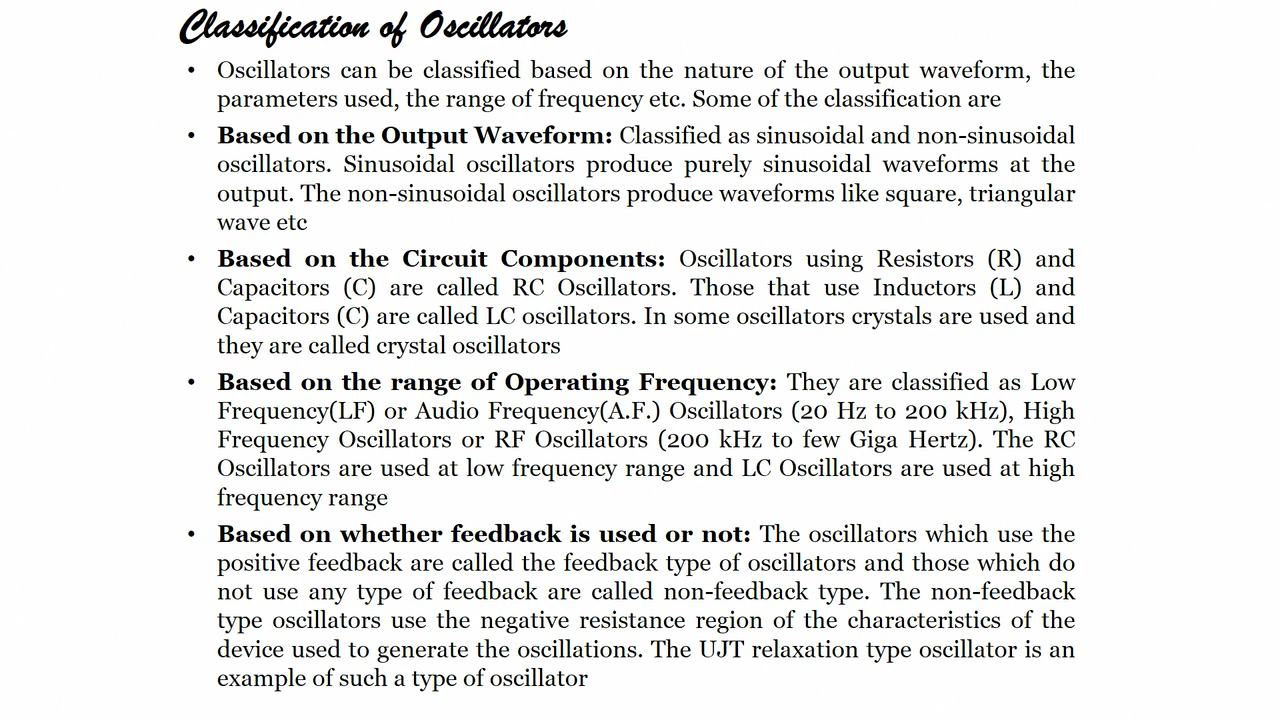 Classification of Oscillators
• Oscillators can be classified based on the nature of the output waveform, the
parameters used, the range of frequency etc. Some of the classification are
• Based on the Output Waveform: Classified as sinusoidal and non-sinusoidal
oscillators. Sinusoidal oscillators produce purely sinusoidal waveforms at the
output. The non-sinusoidal oscillators produce waveforms like square, triangular
wave etc
• Based on the Circuit Components: Oscillators using Resistors (R) and
Capacitors (C) are called RC Oscillators. Those that use Inductors (L) and
Capacitors (C) are called LC oscillators. In some oscillators crystals are used and
they are called crystal oscillators
• Based on the range of Operating Frequency: They are classified as Low
Frequency(LF) or Audio Frequency(A.F.) Oscillators (20 Hz to 200 kHz), High
Frequency Oscillators or RF Oscillators (200 kHz to few Giga Hertz). The RC
Oscillators are used at low frequency range and LC Oscillators are used at high
frequency range
• Based on whether feedback is used or not: The oscillators which use the
positive feedback are called the feedback type of oscillators and those which do
not use any type of feedback are called non-feedback type. The non-feedback
type oscillators use the negative resistance region of the characteristics of the
device used to generate the oscillations. The UJT relaxation type oscillator is an
example of such a type of oscillator